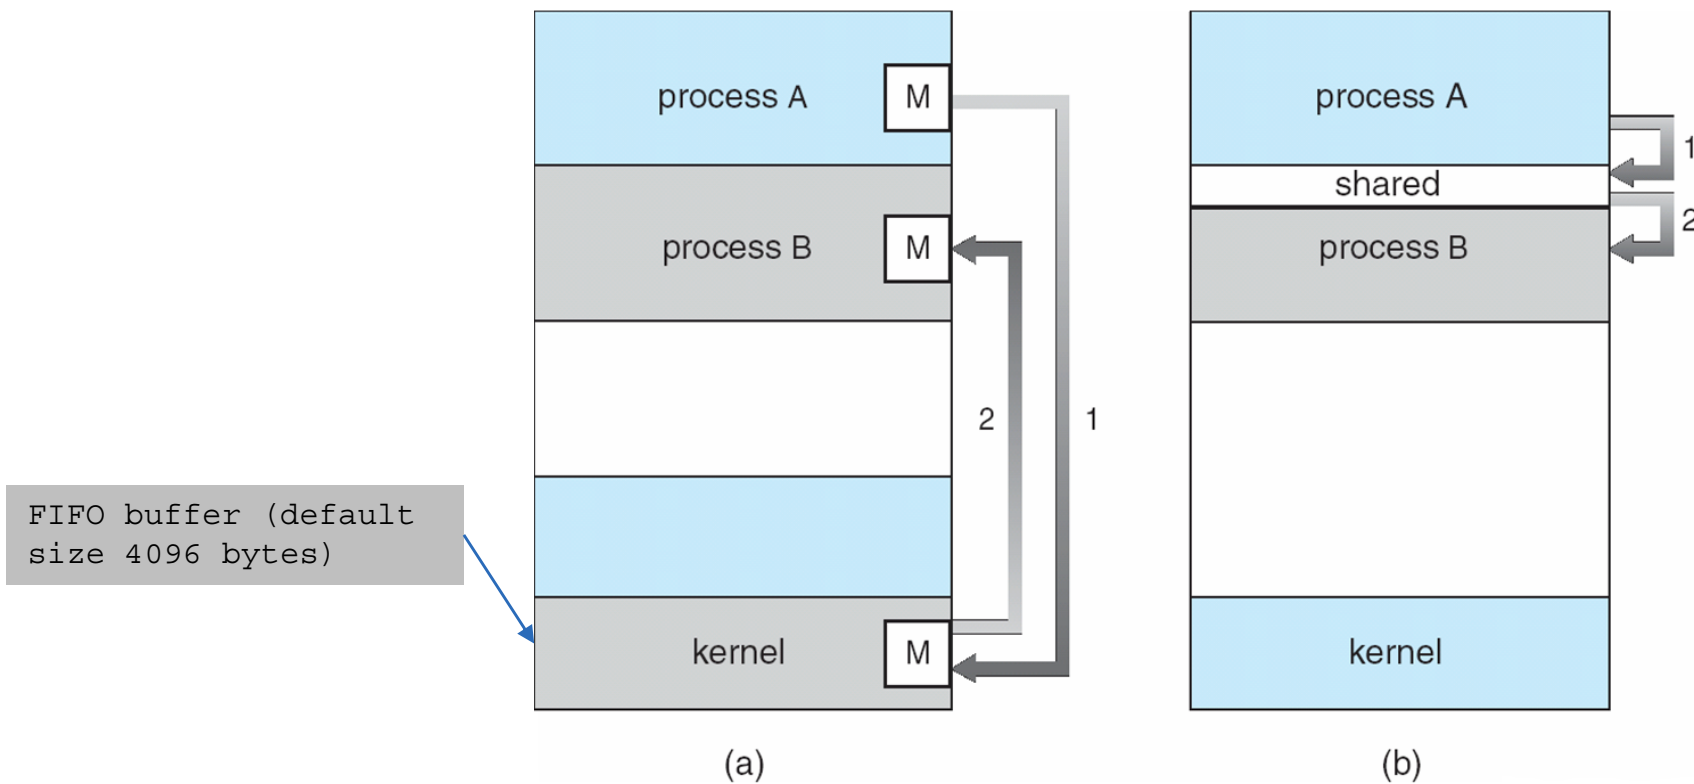 process A
M
process B
M
2
1
FIFO buffer (default
size 4096 bytes)
kernel
M
(a)
process A
1
shared
2
process B
kernel
(b)